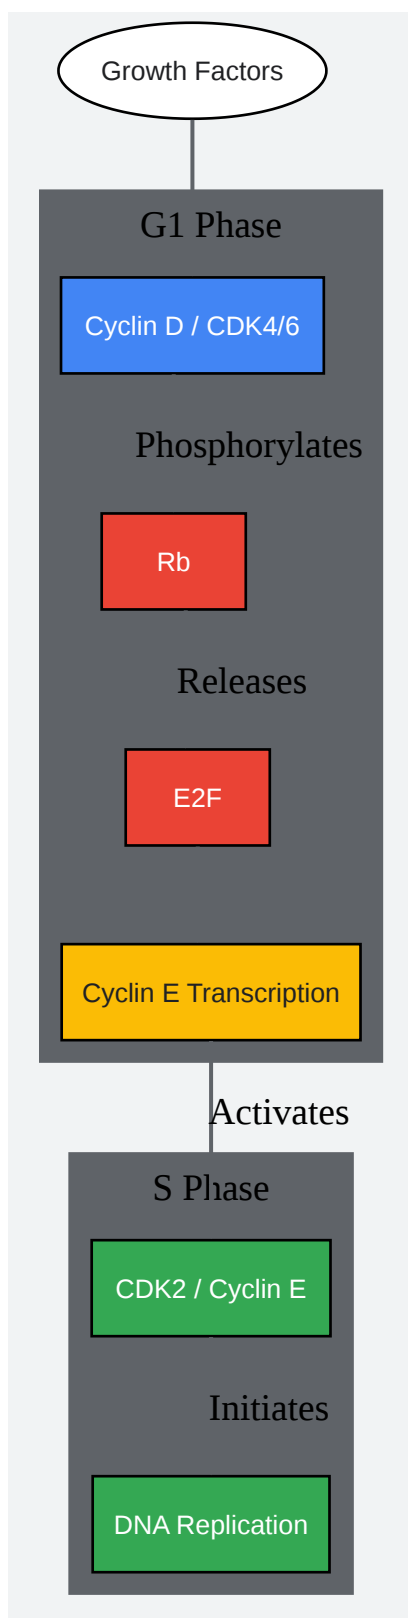 Growth Factors
G1 Phase
Cyclin D / CDK4/6
Phosphorylates
Rb
Releases
E2F
Cyclin E Transcription
Activates
S Phase
CDK2 / Cyclin E
Initiates
DNA Replication